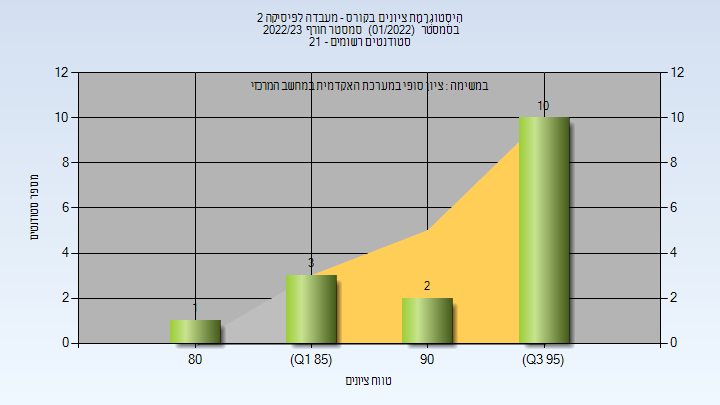 היסטוגרמת ציונים בקורס - מעבדה לפיסיקה 2
בסמסטר (01/2022) סמסטר חורף 2022/23
סטודנטים רשומים - 21
במשימה : ציון סופי במערכת האקדמית במחשב המרכזי
12 12
10 10 10
8 8
6 6
4 4
3
2 2 2
1
0 0
80 (Q1 85) 90 (Q3 95)
טווח ציונים
מספר סטודנטים